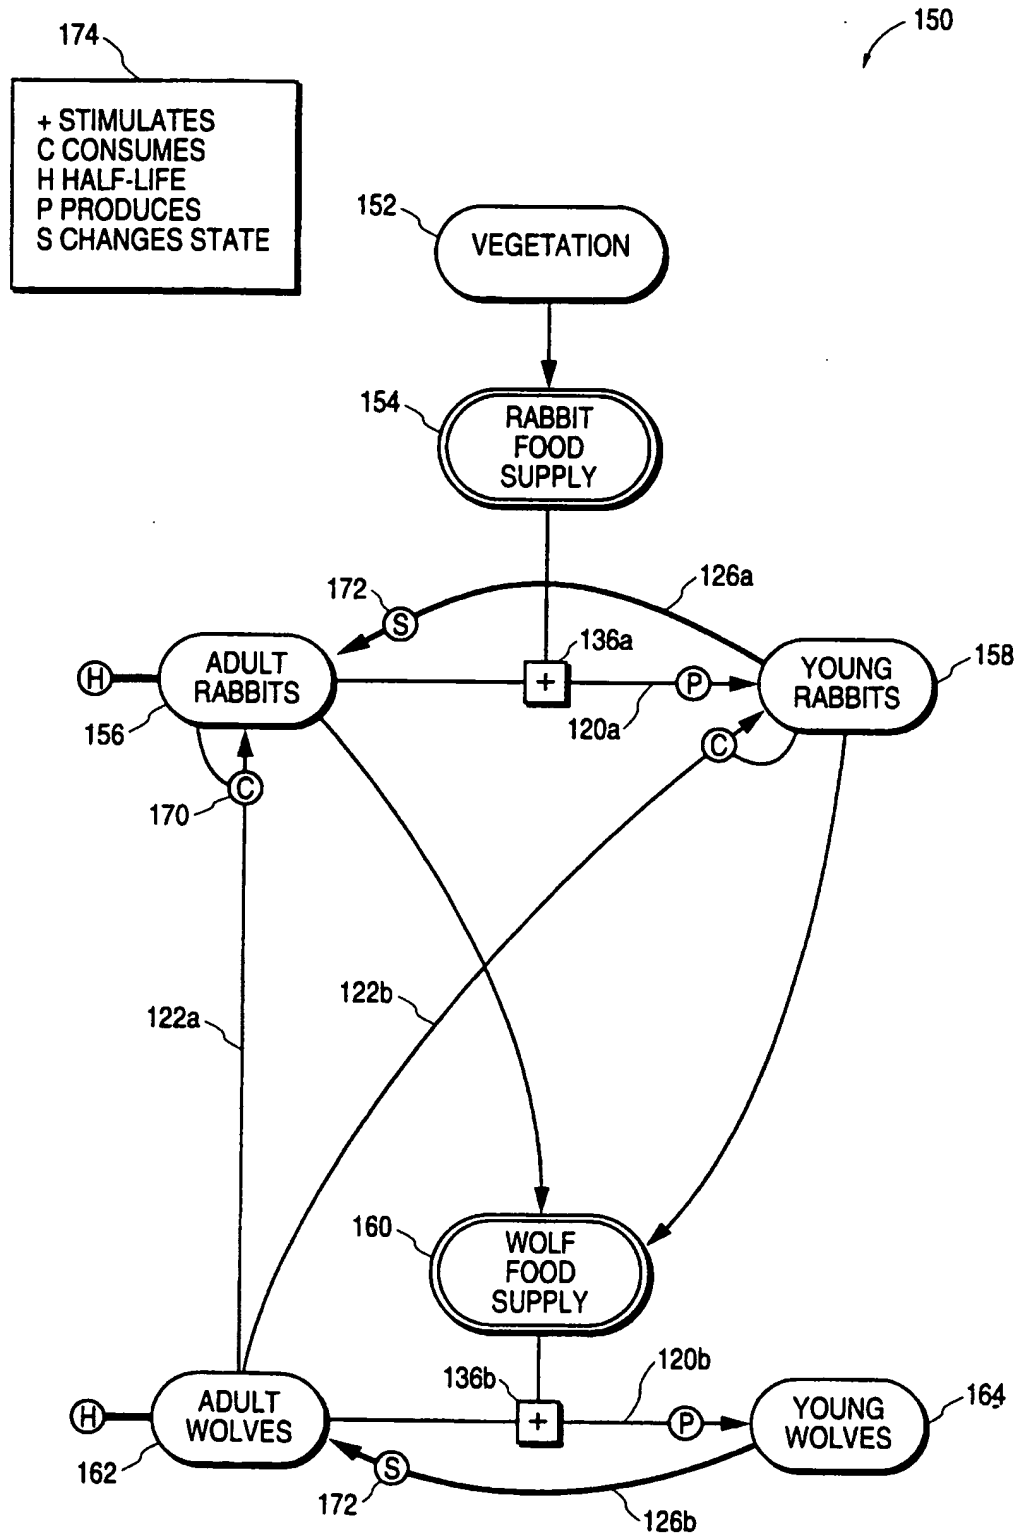 150
174
+ STIMULATES
C CONSUMES
H HALF-LIFE
P PRODUCES
S CHANGES STATE
152
VEGETATION
154
RABBIT
FOOD
SUPPLY
172
S
126a
136a
H
ADULT
RABBITS
+
P
YOUNG
RABBITS
158
156
120a
C
C
170
122a
122b
160
WOLF
FOOD
SUPPLY
136b
120b
H
ADULT
WOLVES
+
P
YOUNG
WOLVES
164
162
S
172
126b